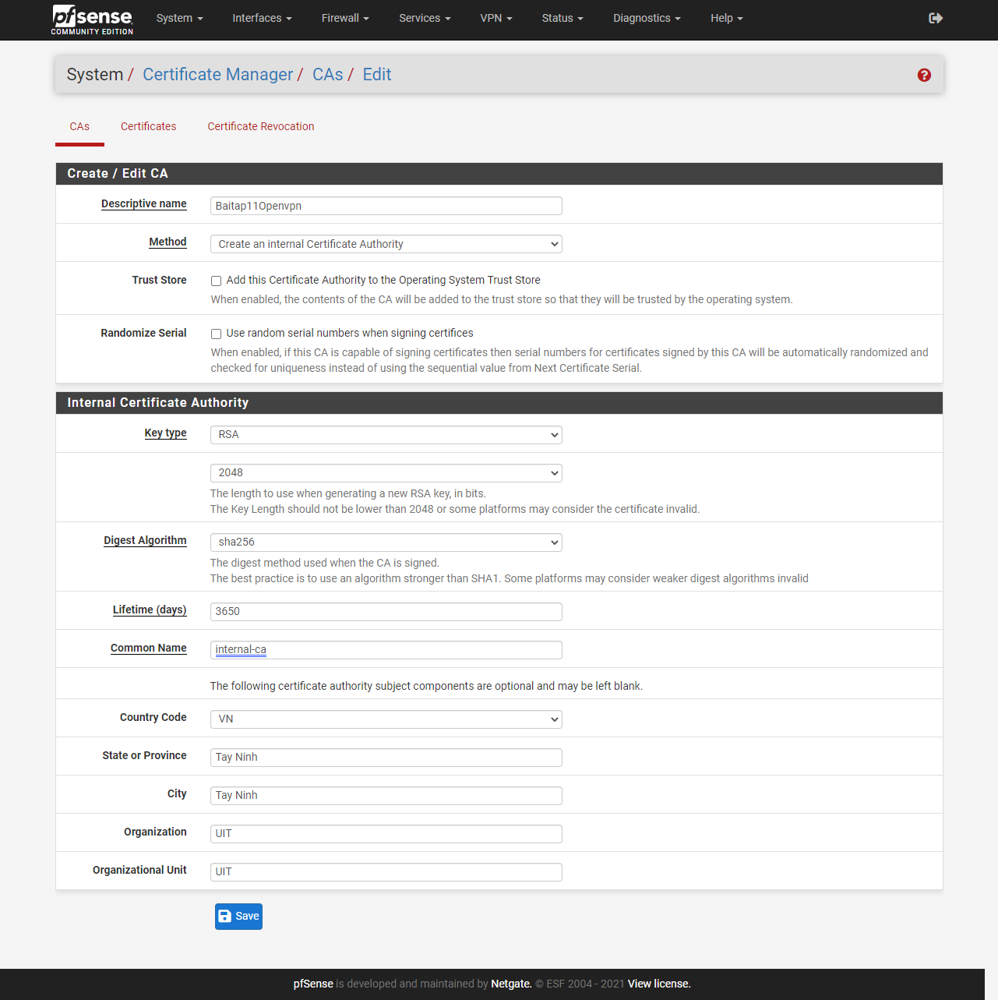 pfsense
COMMUNITY EDITION
System Interfaces Firewall Services VPN Status Diagnostics Help
System / Certificate Manager / CAs / Edit
CAs Certificates Certificate Revocation
Create / Edit CA
Descriptive name Baitap11Openvpn
Method Create an internal Certificate Authority
Trust Store Add this Certificate Authority to the Operating System Trust Store
When enabled, the contents of the CA will be added to the trust store so that they will be trusted by the operating system.
Randomize Serial Use random serial numbers when signing certifices
When enabled, if this CA is capable of signing certificates then serial numbers for certificates signed by this CA will be automatically randomized and
checked for uniqueness instead of using the sequential value from Next Certificate Serial.
Internal Certificate Authority
Key type RSA
2048
The length to use when generating a new RSA key, in bits.
The Key Length should not be lower than 2048 or some platforms may consider the certificate invalid.
Digest Algorithm sha256
The digest method used when the CA is signed.
The best practice is to use an algorithm stronger than SHA1. Some platforms may consider weaker digest algorithms invalid
Lifetime (days) 3650
Common Name internal-ca
The following certificate authority subject components are optional and may be left blank.
Country Code VN
State or Province Tay Ninh
City Tay Ninh
Organization UIT
Organizational Unit UIT
Save
pfSense is developed and maintained by Netgate. © ESF 2004 - 2021 View license.